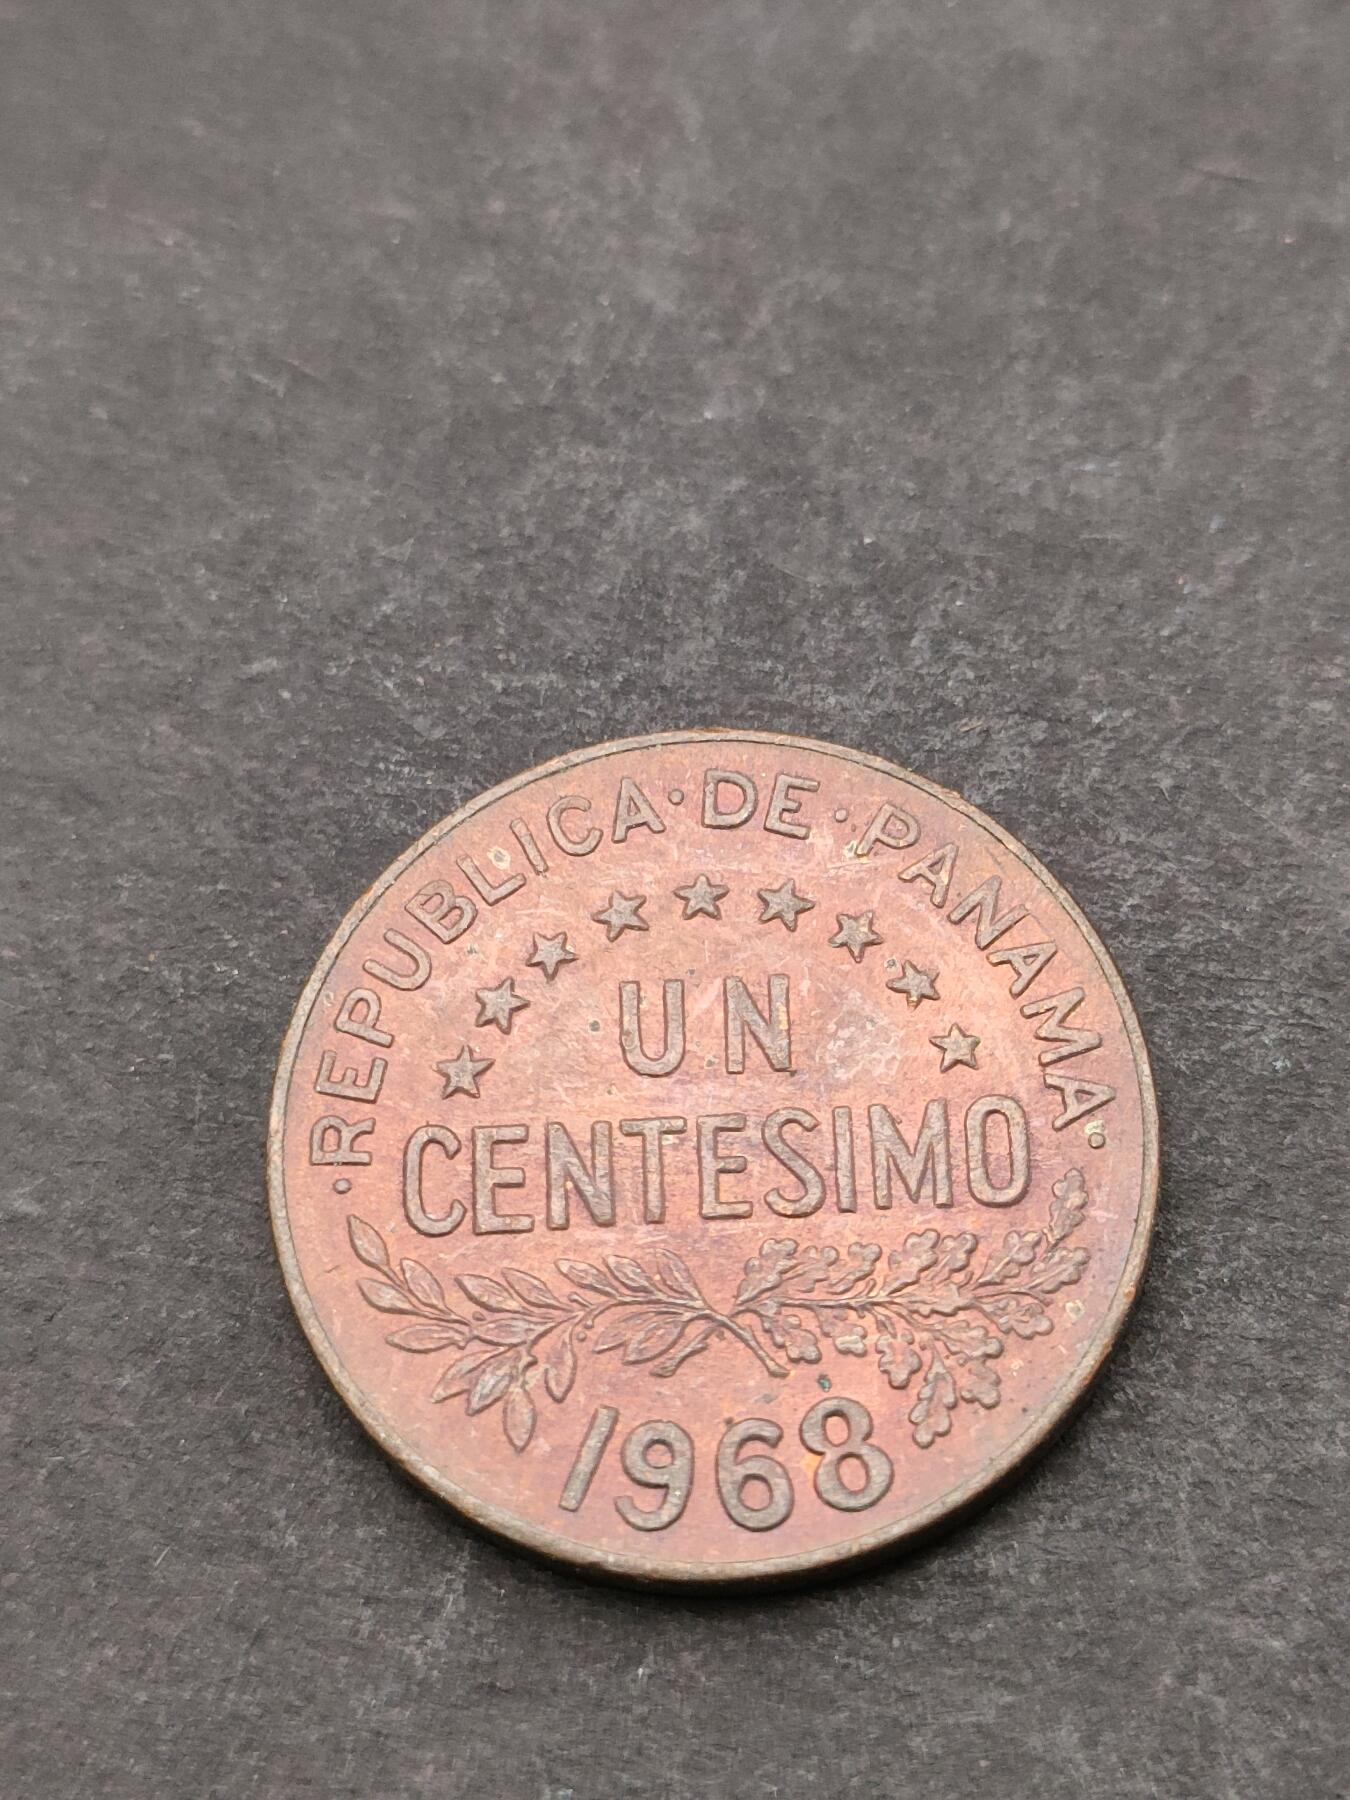 ·REPUBLICA·DE·PANAMA·
UN
CENTESIMO
1968